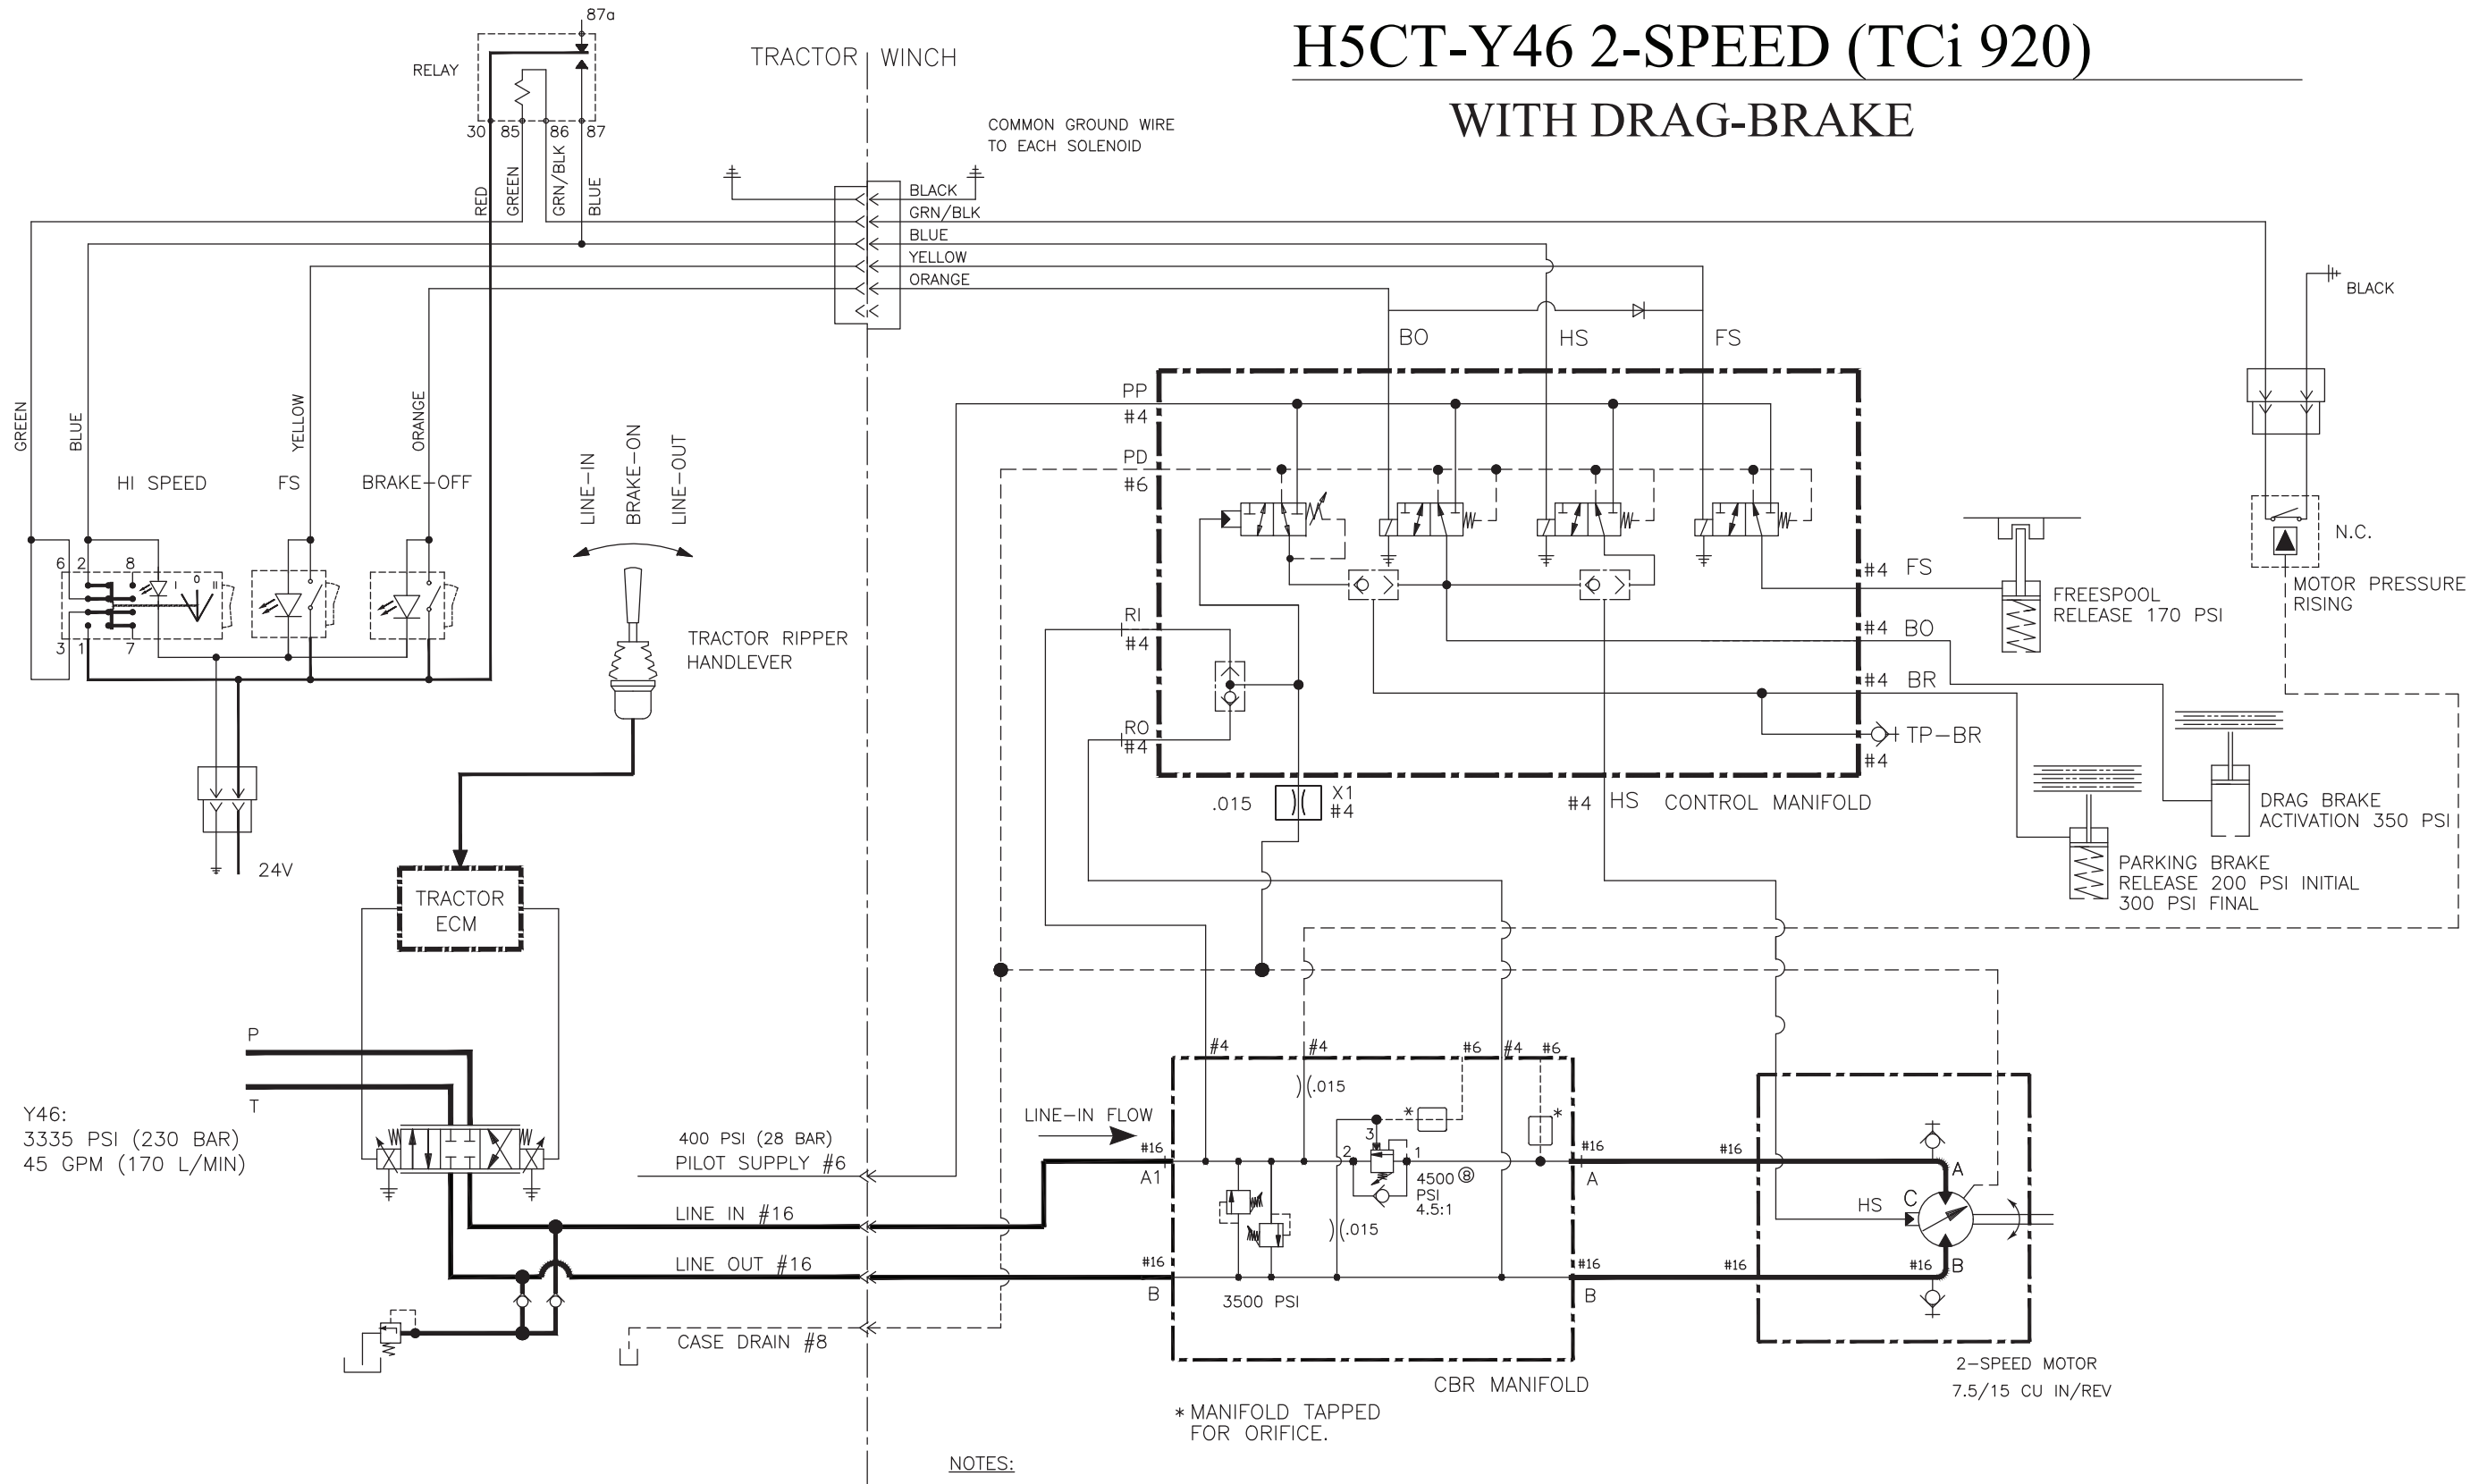 H5CT-Y46 2-SPEED (TCi 920)
WITH DRAG-BRAKE
87a
RELAY
30 85 86 87
RED
GREEN
GRN/BLK
BLUE
TRACTOR WINCH
COMMON GROUND WIRE
TO EACH SOLENOID
BLACK
GRN/BLK
BLUE
YELLOW
ORANGE
BLACK
BO HS FS
GREEN
BLUE
YELLOW
ORANGE
HI SPEED FS BRAKE-OFF
6 2 8
I 0 II
3 1 7
LINE-IN
BRAKE-ON
LINE-OUT
TRACTOR RIPPER
HANDLEVER
24V
TRACTOR
ECM
PP
#4
PD
#6
RI
#4
RO
#4
.015
X1
#4
#4 HS CONTROL MANIFOLD
#4 FS
#4 BO
#4 BR
TP-BR
#4
FREESPOOL
RELEASE 170 PSI
N.C.
MOTOR PRESSURE
RISING
DRAG BRAKE
ACTIVATION 350 PSI
PARKING BRAKE
RELEASE 200 PSI INITIAL
300 PSI FINAL
P
T
Y46:
3335 PSI (230 BAR)
45 GPM (170 L/MIN)
400 PSI (28 BAR)
PILOT SUPPLY #6
LINE IN #16
LINE OUT #16
CASE DRAIN #8
LINE-IN FLOW
#16
A1
#16
B
#4 #4 #6 #4 #6
.015
*
*
3
2 1
4500 ⑧
PSI
4.5:1
.015
3500 PSI
#16
A
#16
B
CBR MANIFOLD
#16
A
HS C
#16 #16 B
2-SPEED MOTOR
7.5/15 CU IN/REV
* MANIFOLD TAPPED
FOR ORIFICE.
NOTES: